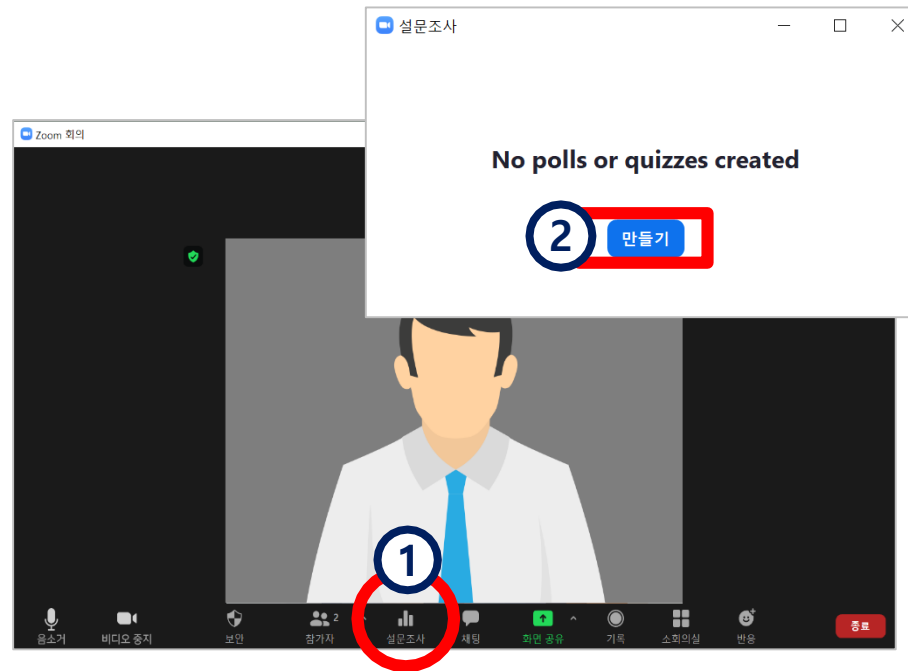 설문조사
Zoom 회의
No polls or quizzes created
2
만들기
1
2
음소거
비디오 중지
보안
참가자
설문조사
채팅
화면 공유
기록
소회의실
반응
종료